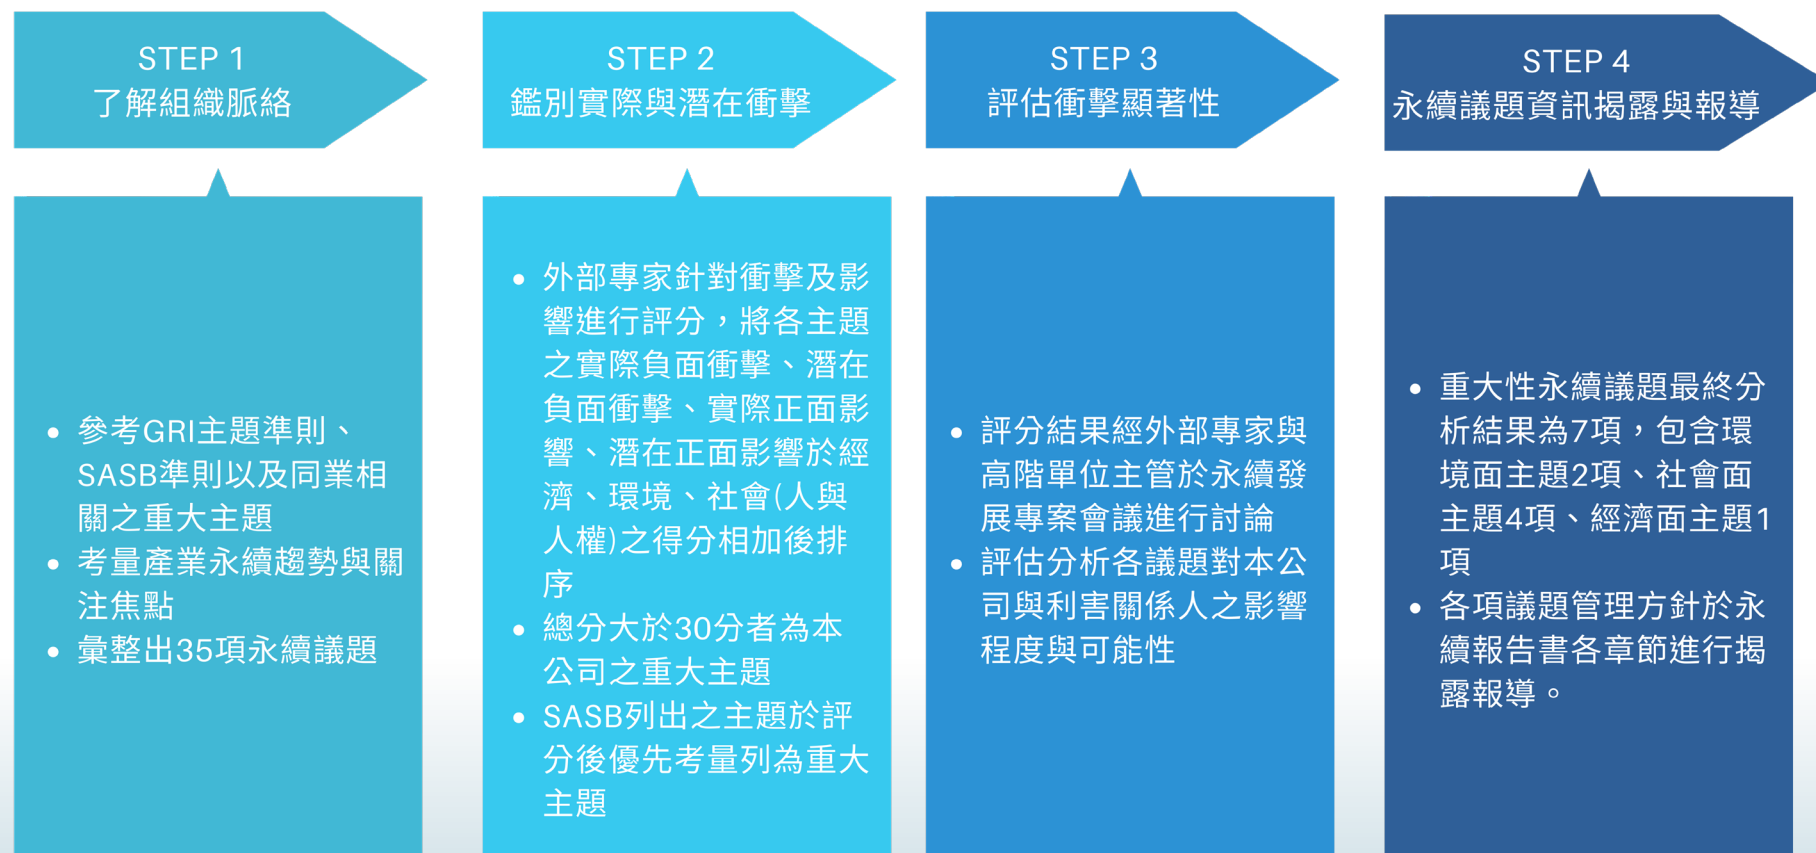 STEP 1
了解組織脈絡
• 參考GRI主題準則、
SASB準則以及同業相
關之重大主題
• 考量產業永續趨勢與關
注焦點
• 彙整出35項永續議題
STEP 2
鑑別實際與潛在衝擊
• 外部專家針對衝擊及影
響進行評分，將各主題
之實際負面衝擊、潛在
負面衝擊、實際正面影
響、潛在正面影響於經
濟、環境、社會(人與
人權)之得分相加後排
序
• 總分大於30分者為本
公司之重大主題
• SASB列出之主題於評
分後優先考量列為重大
主題
STEP 3
評估衝擊顯著性
• 評分結果經外部專家與
高階單位主管於永續發
展專案會議進行討論
• 評估分析各議題對本公
司與利害關係人之影響
程度與可能性
STEP 4
永續議題資訊揭露與報導
• 重大性永續議題最終分
析結果為7項，包含環
境面主題2項、社會面
主題4項、經濟面主題1
項
• 各項議題管理方針於永
續報告書各章節進行揭
露報導。